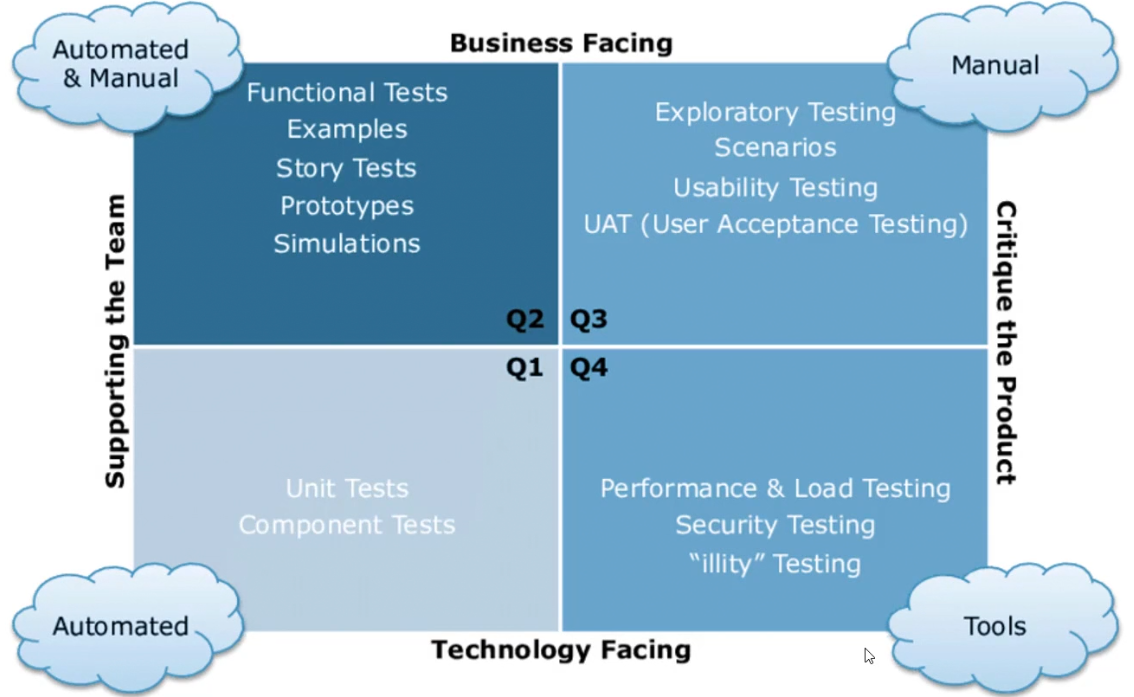 Automated
& Manual
Business Facing
Manual
Functional Tests
Examples
Story Tests
Prototypes
Simulations
Exploratory Testing
Scenarios
Usability Testing
UAT (User Acceptance Testing)
Supporting the Team
Critique the Product
Q2
Q3
Q1
Q4
Unit Tests
Component Tests
Performance & Load Testing
Security Testing
“illity” Testing
Automated
Technology Facing
Tools